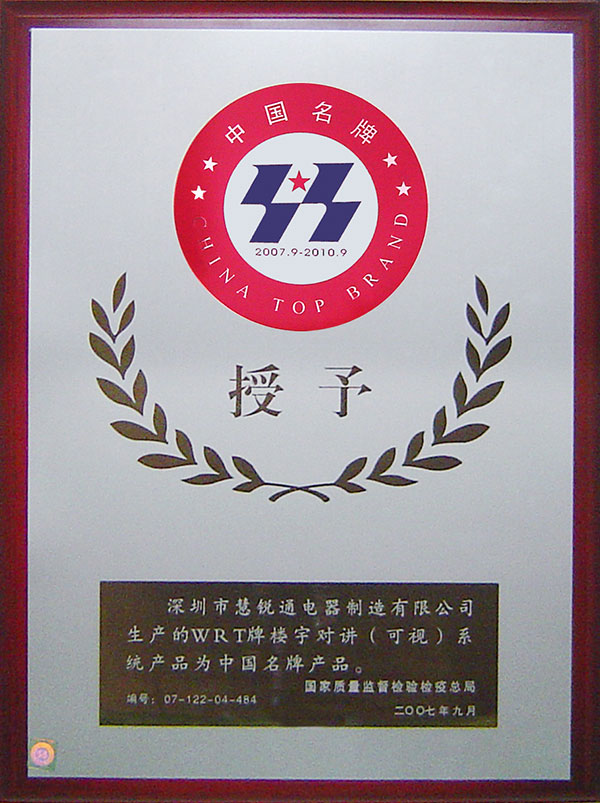 中国名牌
2007.9-2010.9
CHINA TOP BRAND
授予
深圳市慧锐通电器制造有限公司
生产的WRT牌楼宇对讲(可视)系
统产品为中国名牌产品。
国家质量监督检验检疫总局
编号: 07-122-04-484
二〇〇七年九月